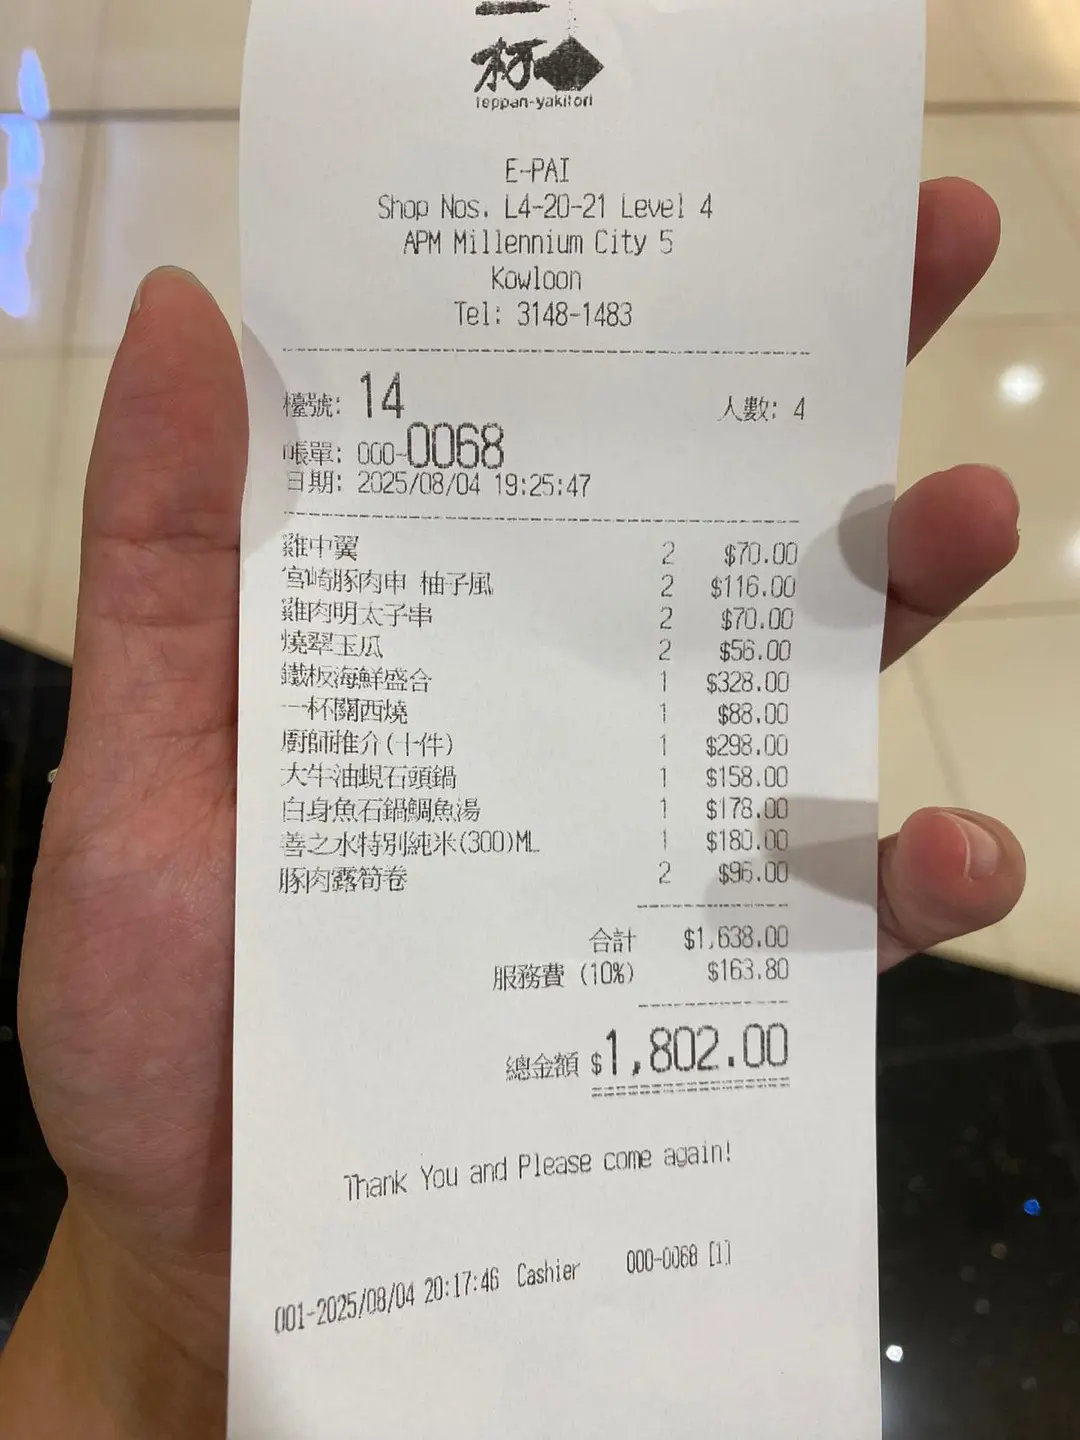 一
杯
Teppan-yakitori
E-PAI
Shop Nos. L4-20-21 Level 4
APM Millennium City 5
Kowloon
Tel: 3148-1483
檯號: 14 人數: 4
帳單: 000-0068
日期: 2025/08/04 19:25:47
雞中翼 2 $70.00
宮崎豚肉串 柚子風 2 $116.00
雞肉明太子串 2 $70.00
燒翠玉瓜 2 $56.00
鐵板海鮮盛合 1 $328.00
一杯關西燒 1 $88.00
廚師推介(十件) 1 $298.00
大牛油蜆石頭鍋 1 $158.00
白身魚石鍋鯛魚湯 1 $178.00
善之水特別純米(300)ML 1 $180.00
豚肉露筍卷 2 $96.00
合計 $1,638.00
服務費 (10%) $163.80
總金額 $1,802.00
Thank You and Please come again!
001-2025/08/04 20:17:46 Cashier 000-0068 [1]